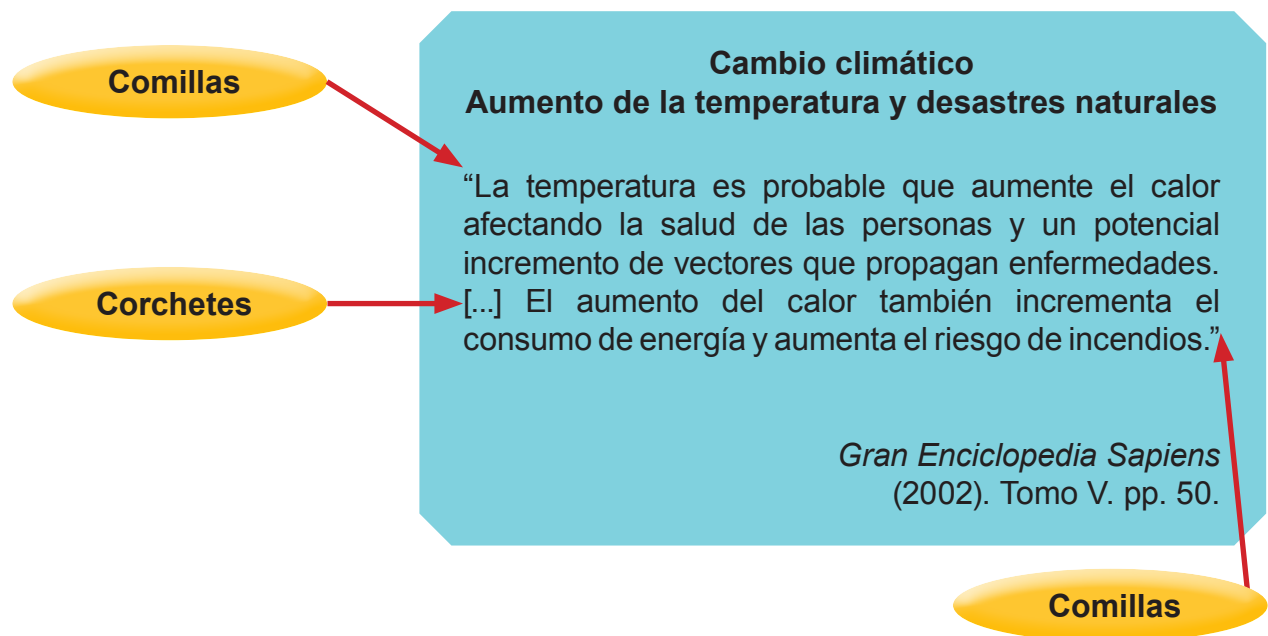 Comillas
Cambio climático
Aumento de la temperatura y desastres naturales
“La temperatura es probable que aumente el calor
afectando la salud de las personas y un potencial
incremento de vectores que propagan enfermedades.
Corchetes
[...] El aumento del calor también incrementa el
consumo de energía y aumenta el riesgo de incendios.”
Gran Enciclopedia Sapiens
(2002). Tomo V. pp. 50.
Comillas